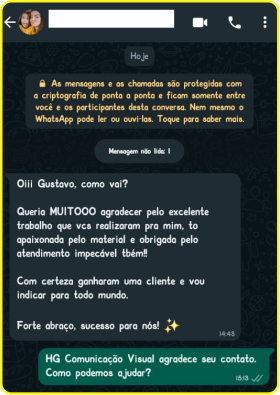 Hoje
As mensagens e as chamadas são protegidas com
a criptografia de ponta a ponta e ficam somente entre
você e os participantes desta conversa. Nem mesmo o
WhatsApp pode ler ou ouvi-las. Toque para saber mais.
Mensagem não lida: 1
Oiii Gustavo, como vai?
Queria MUITOOO agradecer pelo excelente
trabalho que vcs realizaram pra mim, to
apaixonada pelo material e obrigada pelo
atendimento impecável tbém!!
Com certeza ganharam uma cliente e vou
indicar para todo mundo.
Forte abraço, sucesso para nós! ✨
14:43
HG Comunicação Visual agradece seu contato.
Como podemos ajudar?
15:13